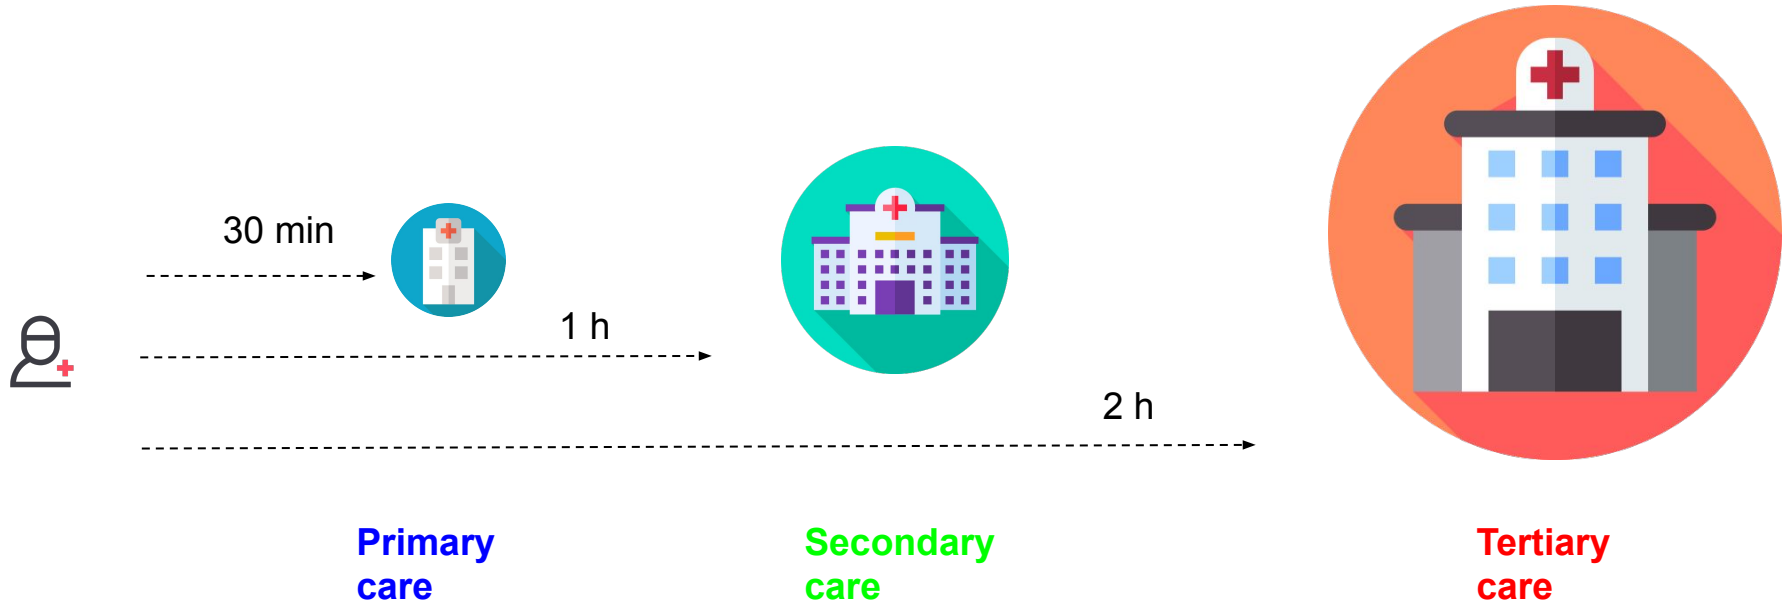 30 min
1 h
2 h
Primary
care
Secondary
care
Tertiary
care